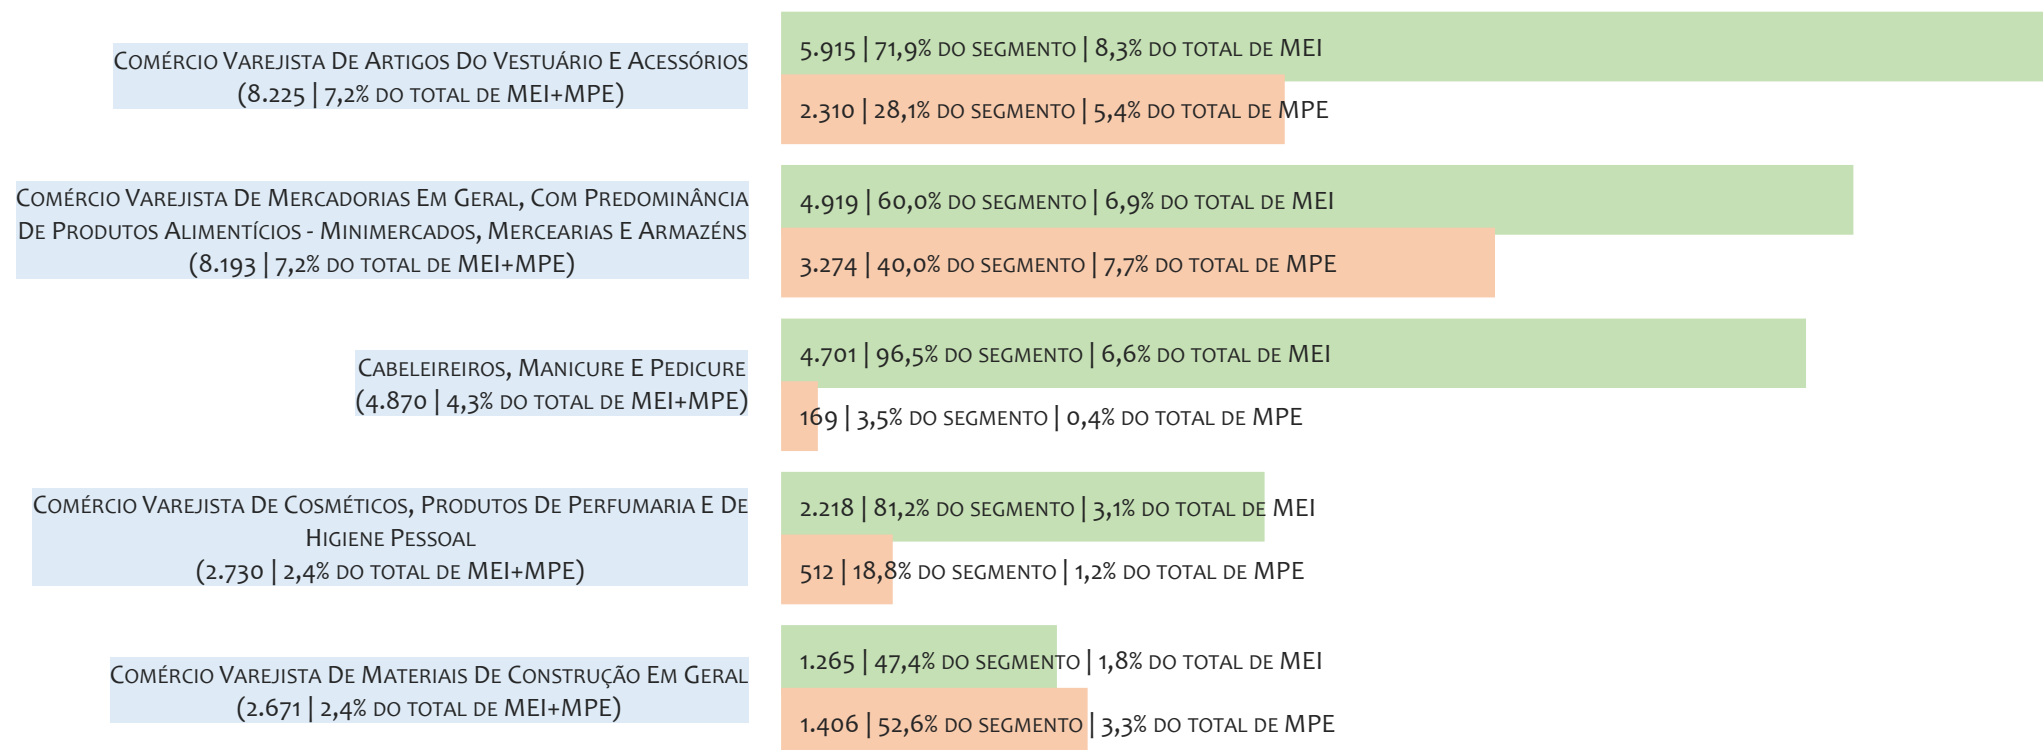 Comércio Varejista De Artigos Do Vestuário E Acessórios
(8.225 | 7,2% do total de MEI+MPE)
5.915 | 71,9% do segmento | 8,3% do total de MEI
2.310 | 28,1% do segmento | 5,4% do total de MPE
Comércio Varejista De Mercadorias Em Geral, Com Predominância
De Produtos Alimentícios - Minimercados, Mercearias E Armazéns
(8.193 | 7,2% do total de MEI+MPE)
4.919 | 60,0% do segmento | 6,9% do total de MEI
3.274 | 40,0% do segmento | 7,7% do total de MPE
Cabeleireiros, Manicure E Pedicure
(4.870 | 4,3% do total de MEI+MPE)
4.701 | 96,5% do segmento | 6,6% do total de MEI
169 | 3,5% do segmento | 0,4% do total de MPE
Comércio Varejista De Cosméticos, Produtos De Perfumaria E De
Higiene Pessoal
(2.730 | 2,4% do total de MEI+MPE)
2.218 | 81,2% do segmento | 3,1% do total de MEI
512 | 18,8% do segmento | 1,2% do total de MPE
Comércio Varejista De Materiais De Construção Em Geral
(2.671 | 2,4% do total de MEI+MPE)
1.265 | 47,4% do segmento | 1,8% do total de MEI
1.406 | 52,6% do segmento | 3,3% do total de MPE